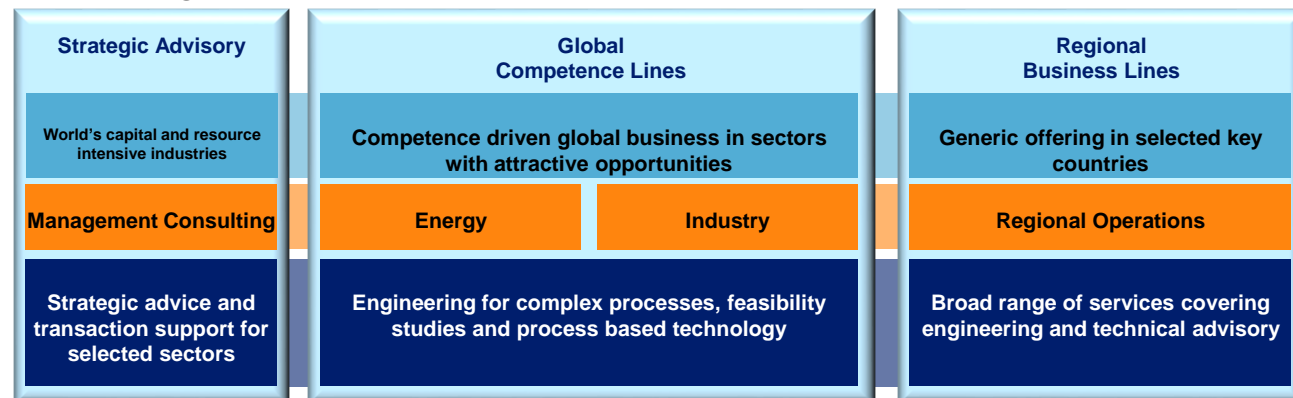 Strategic Advisory
World's capital and resource
intensive industries
Management Consulting
Strategic advice and
transaction support for
selected sectors
Global
Competence Lines
Competence driven global business in sectors
with attractive opportunities
Energy
Industry
Engineering for complex processes, feasibility
studies and process based technology
Regional
Business Lines
Generic offering in selected key
countries
Regional Operations
Broad range of services covering
engineering and technical advisory